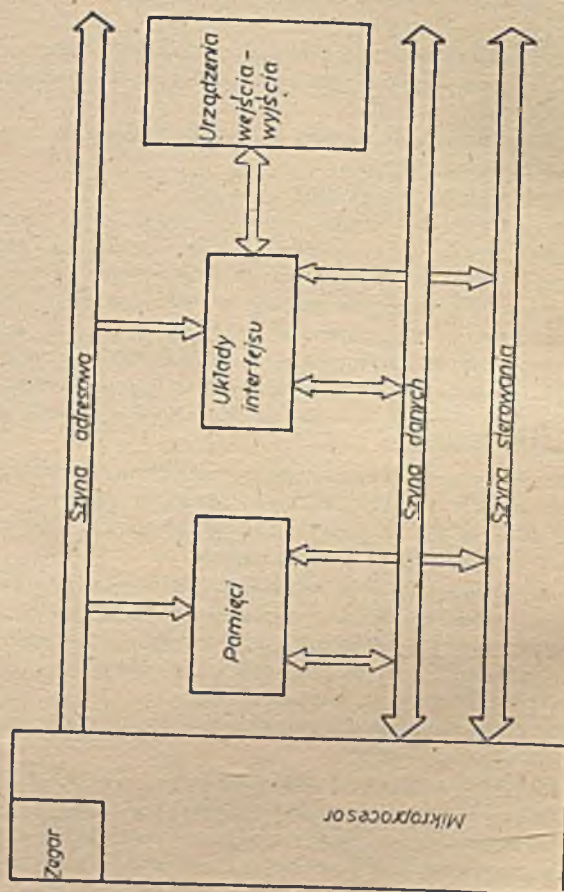 Zegar
Mikroprocesor
Szyna adresowa
Pamięci
Układy
interfejsu
Urządzenia
wejścia -
wyjścia
Szyna danych
Szyna sterowania